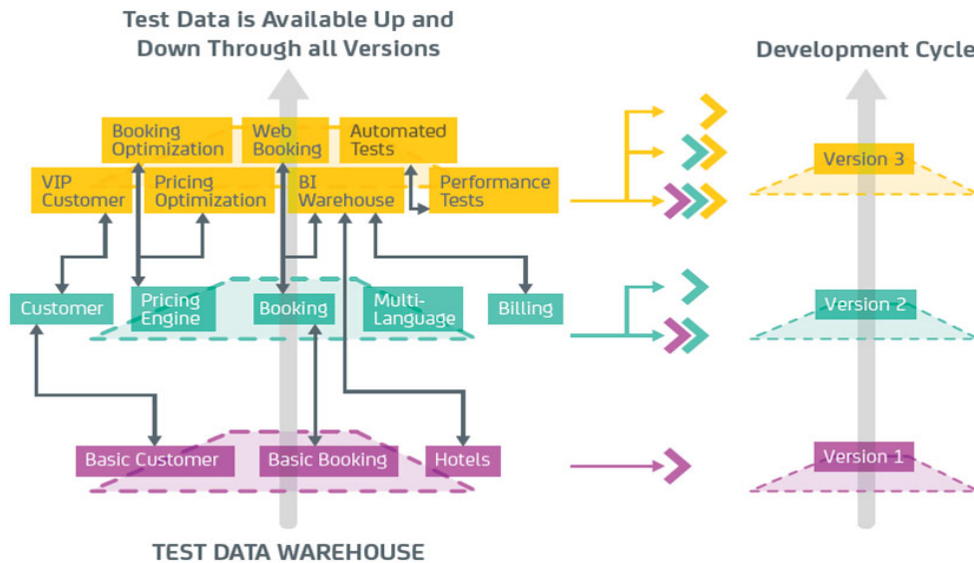 Test Data is Available Up and
Down Through all Versions
Development Cycle
Booking
Optimization
Web
Booking
Automated
Tests
VIP
Customer
Pricing
Optimization
BI
Warehouse
Performance
Tests
Version 3
Customer
Pricing
Engine
Booking
Multi-
Language
Billing
Version 2
Basic Customer
Basic Booking
Hotels
Version 1
TEST DATA WAREHOUSE